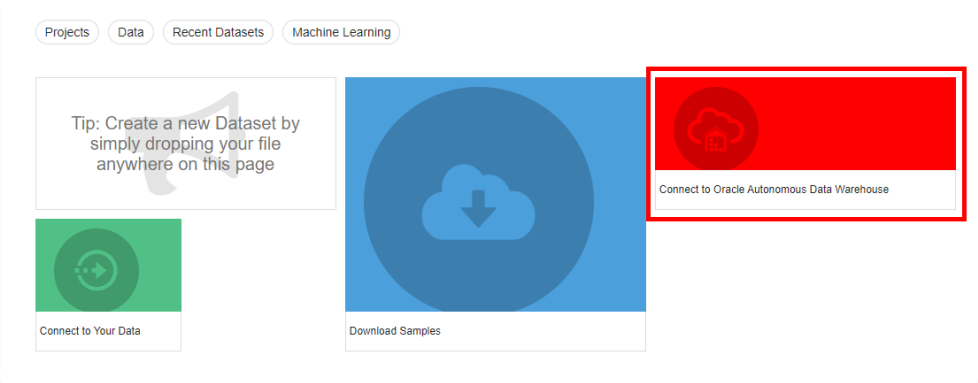 Projects
Data
Recent Datasets
Machine Learning
Tip: Create a new Dataset by
simply dropping your file
anywhere on this page
Connect to Oracle Autonomous Data Warehouse
Connect to Your Data
Download Samples